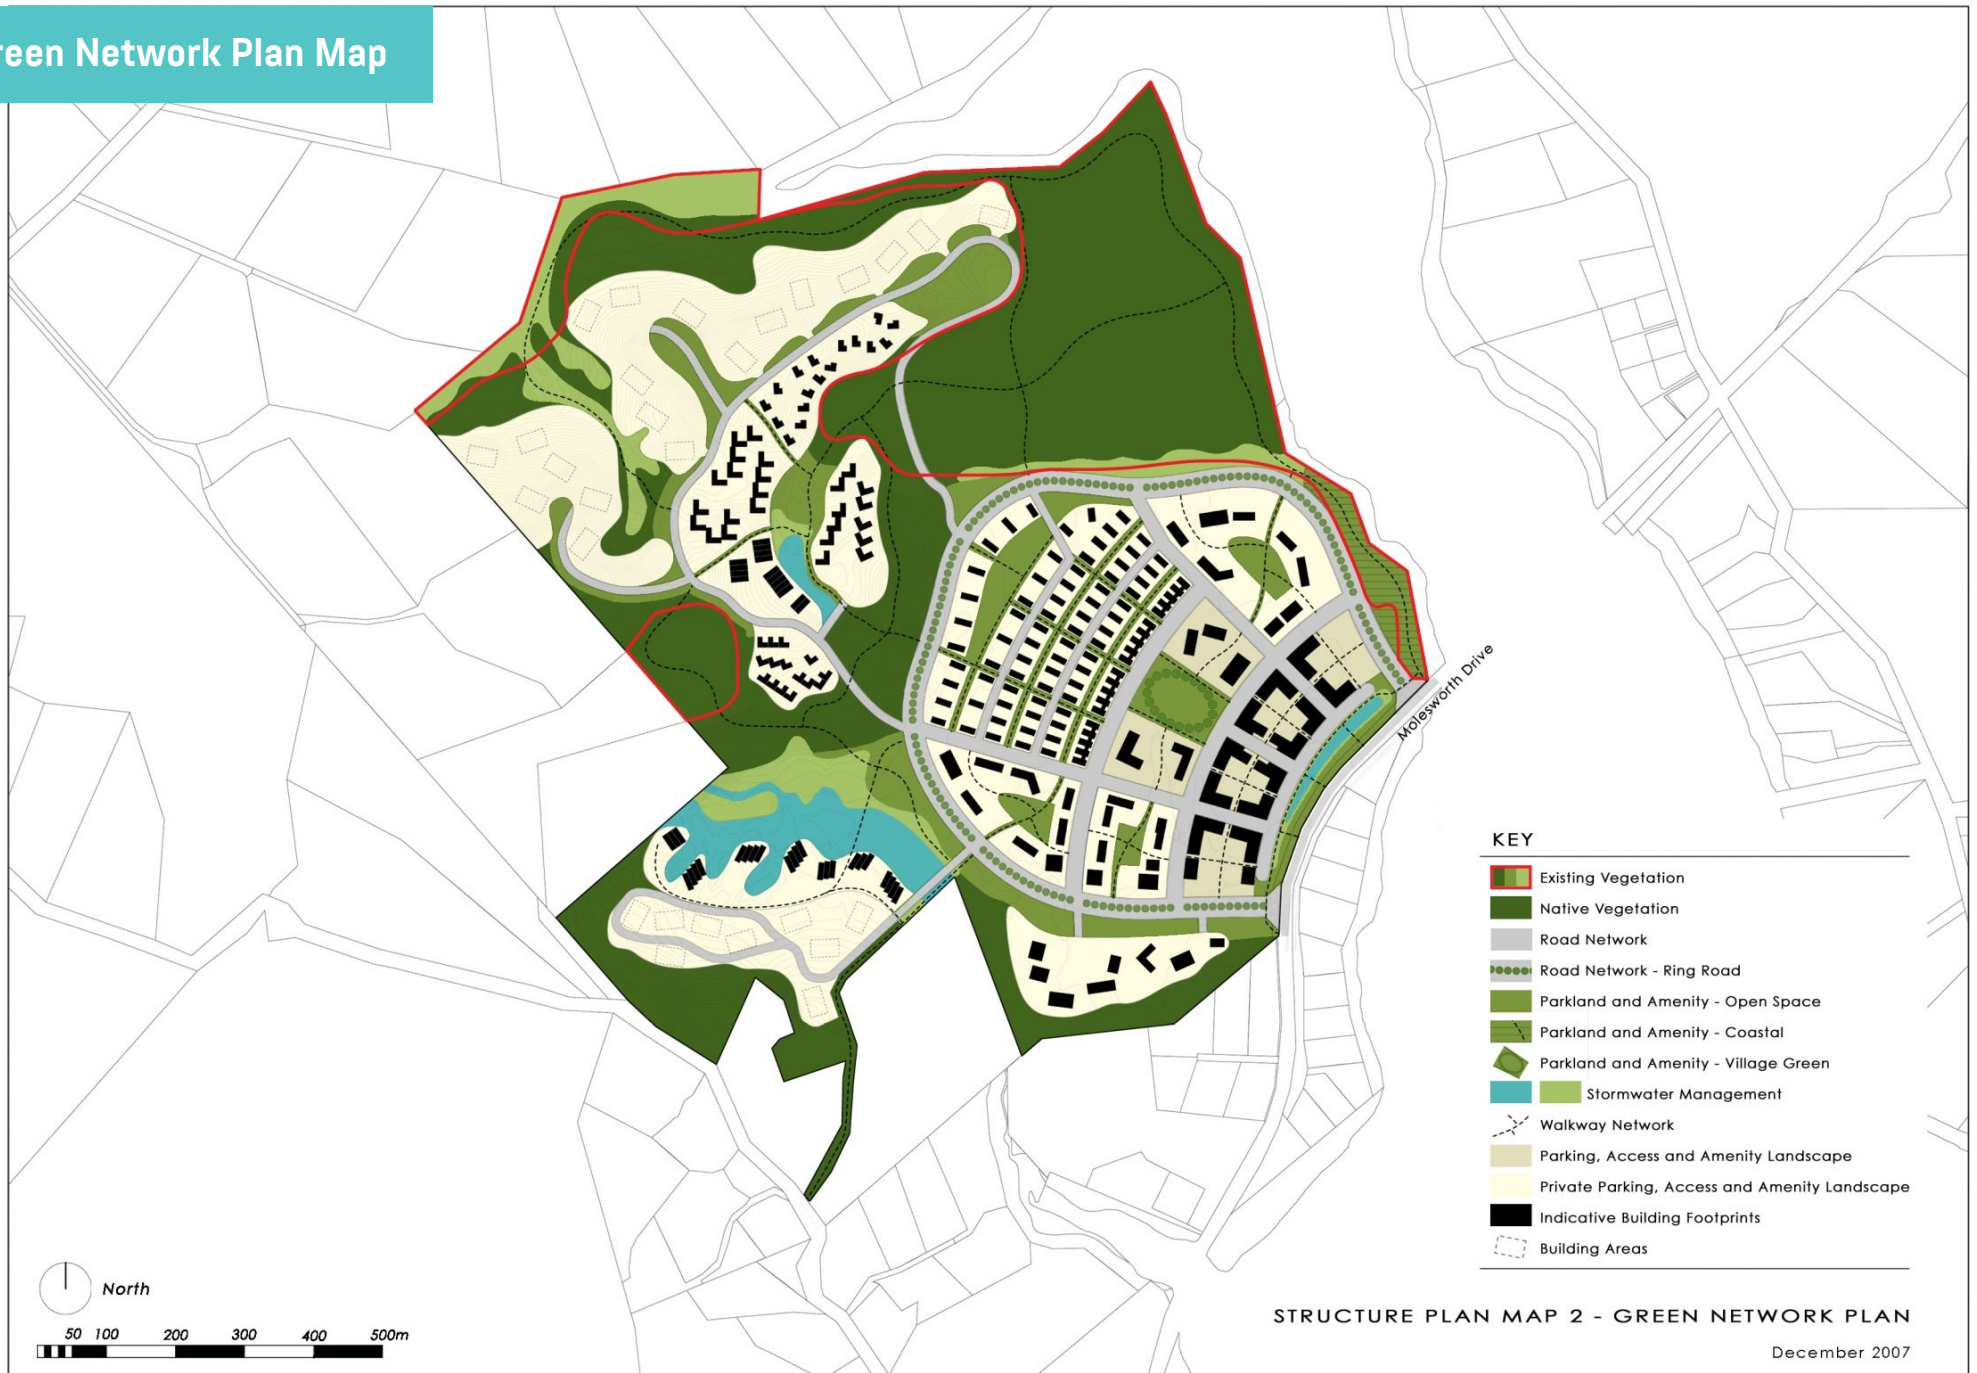 reen Network Plan Map
Molesworth Drive
KEY
Existing Vegetation
Native Vegetation
Road Network
Road Network - Ring Road
Parkland and Amenity - Open Space
Parkland and Amenity - Coastal
Parkland and Amenity - Village Green
Stormwater Management
Walkway Network
Parking, Access and Amenity Landscape
Private Parking, Access and Amenity Landscape
Indicative Building Footprints
Building Areas
North
50 100 200 300 400 500m
STRUCTURE PLAN MAP 2 - GREEN NETWORK PLAN
December 2007